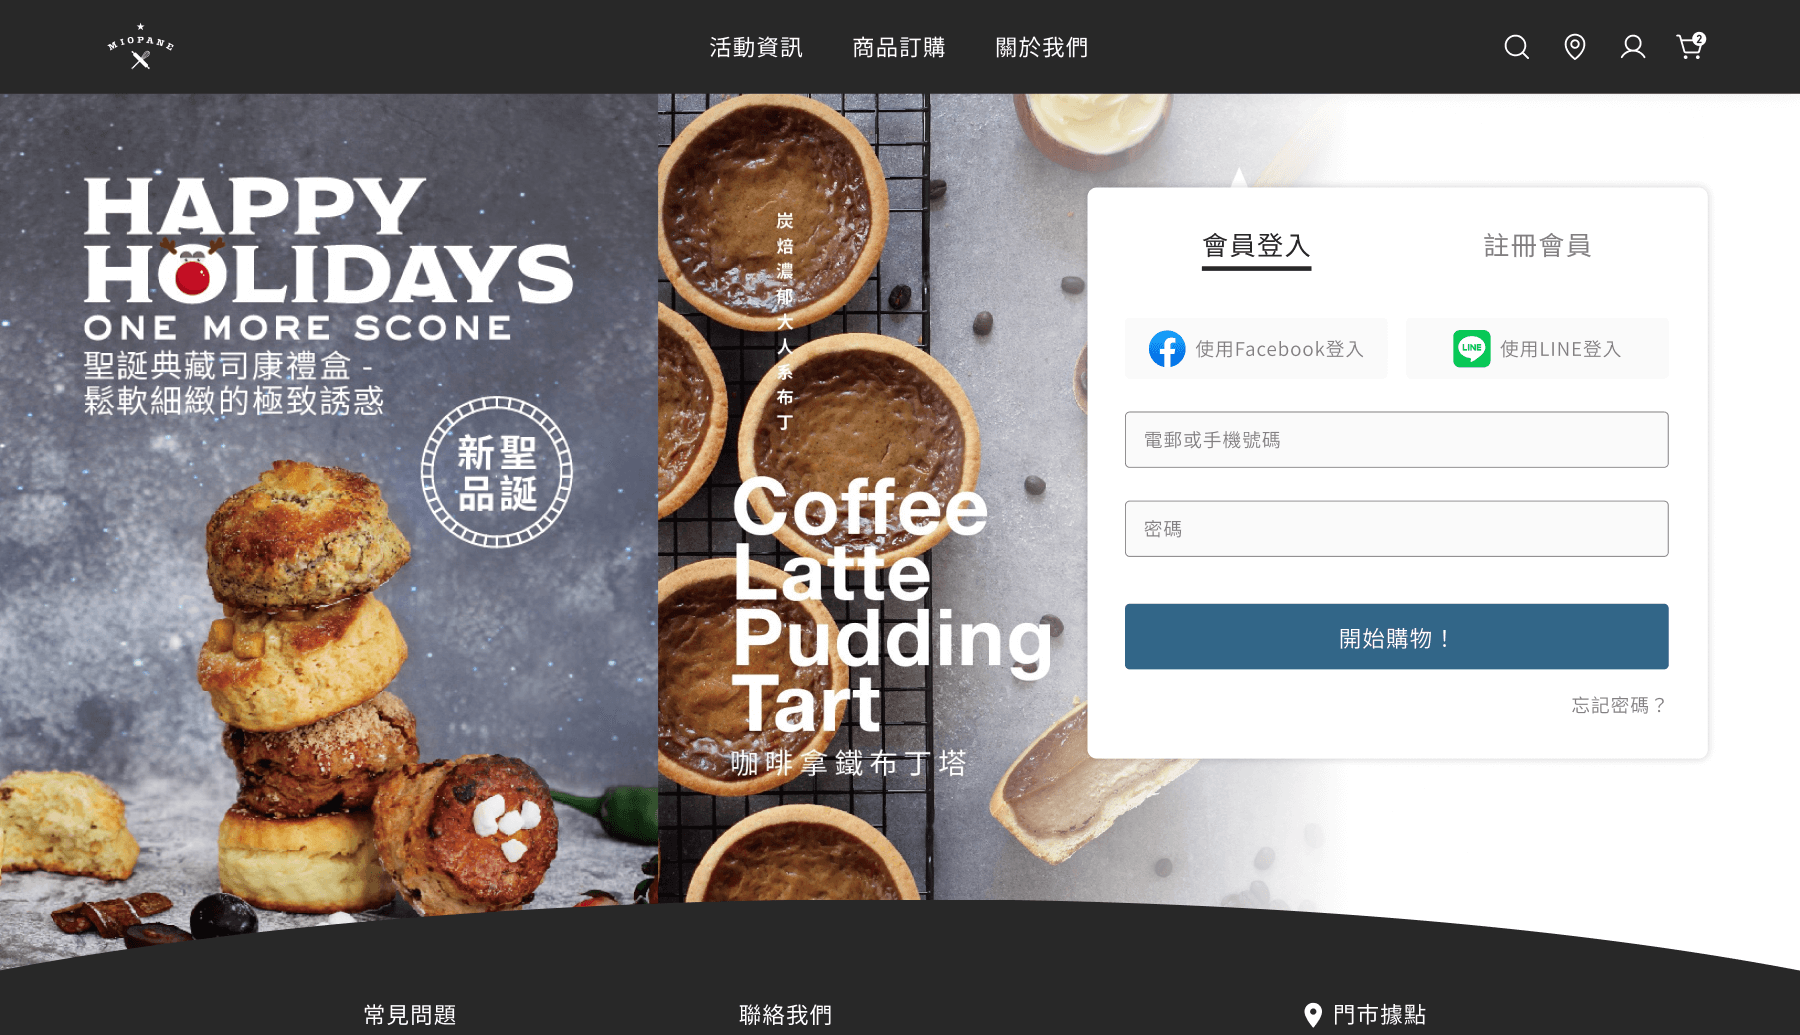 MIOPANE
活動資訊
商品訂購
關於我們
2
HAPPY
HOLIDAYS
ONE MORE SCONE
聖誕典藏司康禮盒 -
鬆軟細緻的極致誘惑
新聖
品誕
炭焙濃郁大人系布丁
Coffee
Latte
Pudding
Tart
咖啡拿鐵布丁塔
會員登入
註冊會員
使用Facebook登入
LINE
使用LINE登入
電郵或手機號碼
密碼
開始購物！
忘記密碼？
常見問題
聯絡我們
門市據點